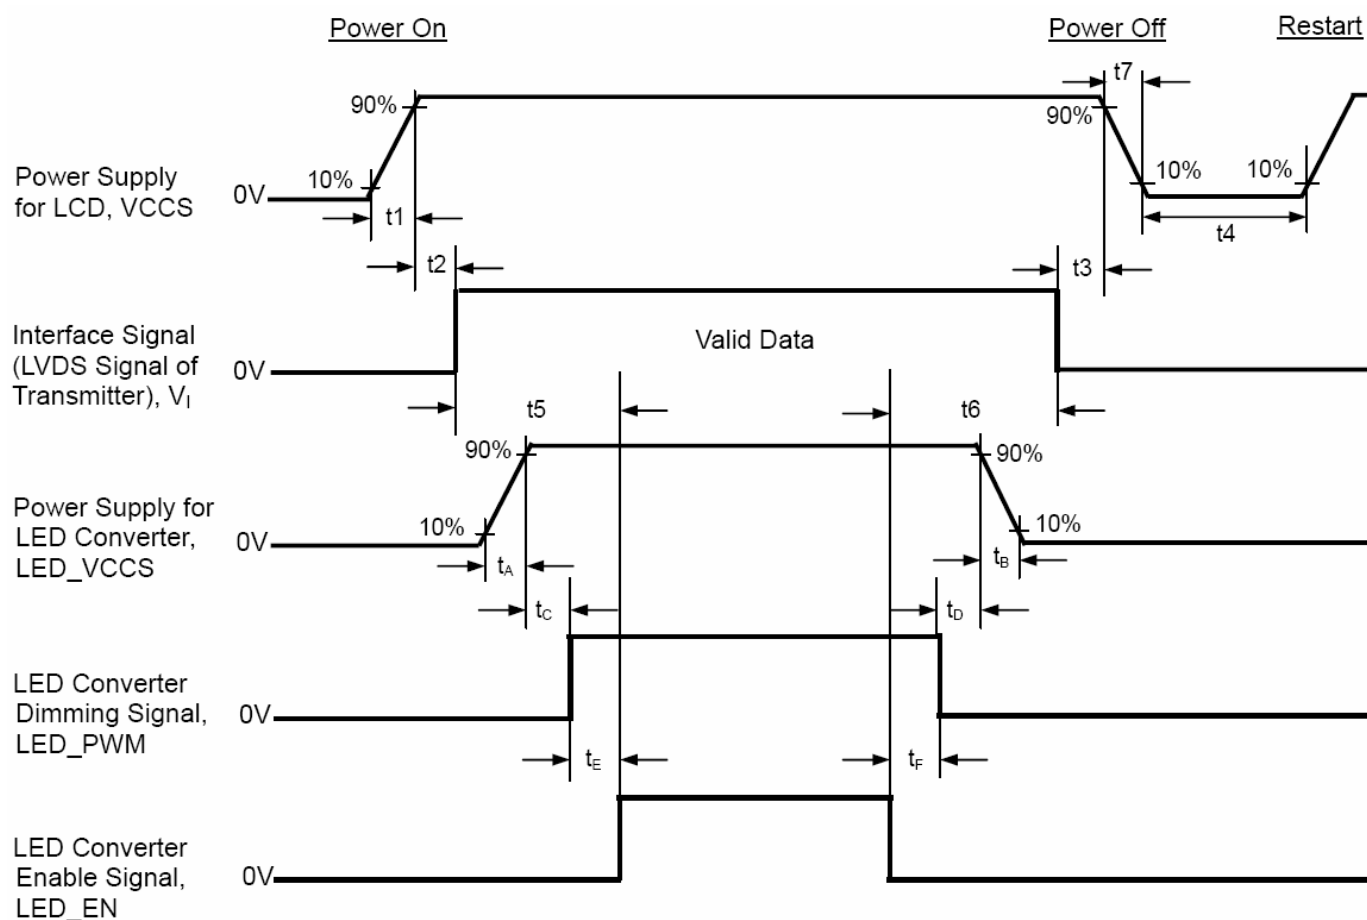 Power On
Power Off
Restart
t7
90%
90%
Power Supply
for LCD, VCCS
0V
10%
10%
10%
t1
t4
t2
t3
Interface Signal
(LVDS Signal of
Transmitter), VI
0V
Valid Data
t5
t6
90%
90%
Power Supply for
LED Converter,
LED_VCCS
0V
10%
10%
tA
tB
tC
tD
LED Converter
Dimming Signal,
LED_PWM
0V
tE
tF
LED Converter
Enable Signal,
LED_EN
0V